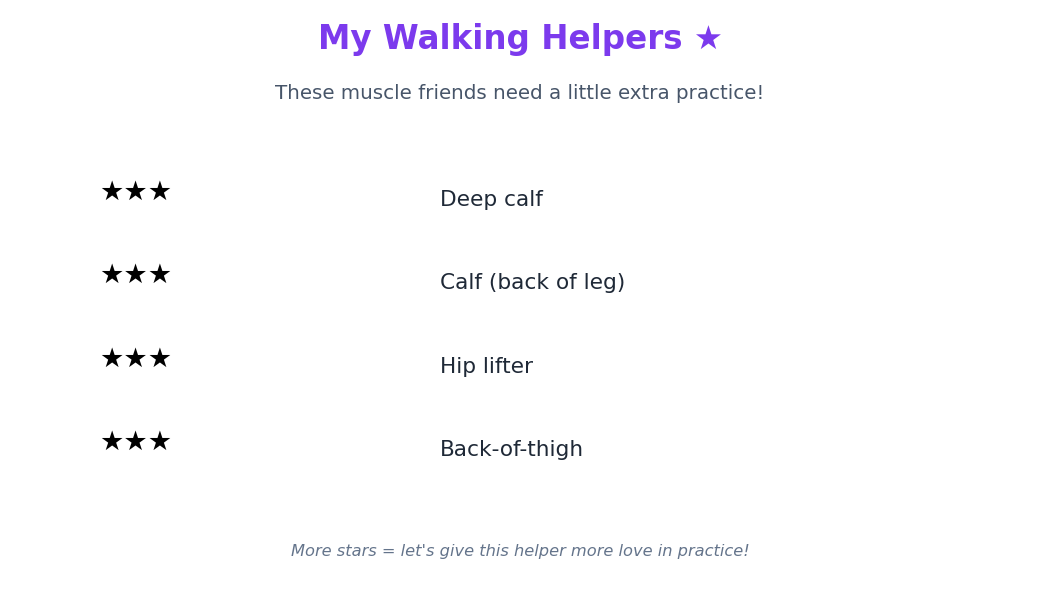 My Walking Helpers ★
These muscle friends need a little extra practice!
★★★ Deep calf
★★★ Calf (back of leg)
★★★ Hip lifter
★★★ Back-of-thigh
More stars = let's give this helper more love in practice!